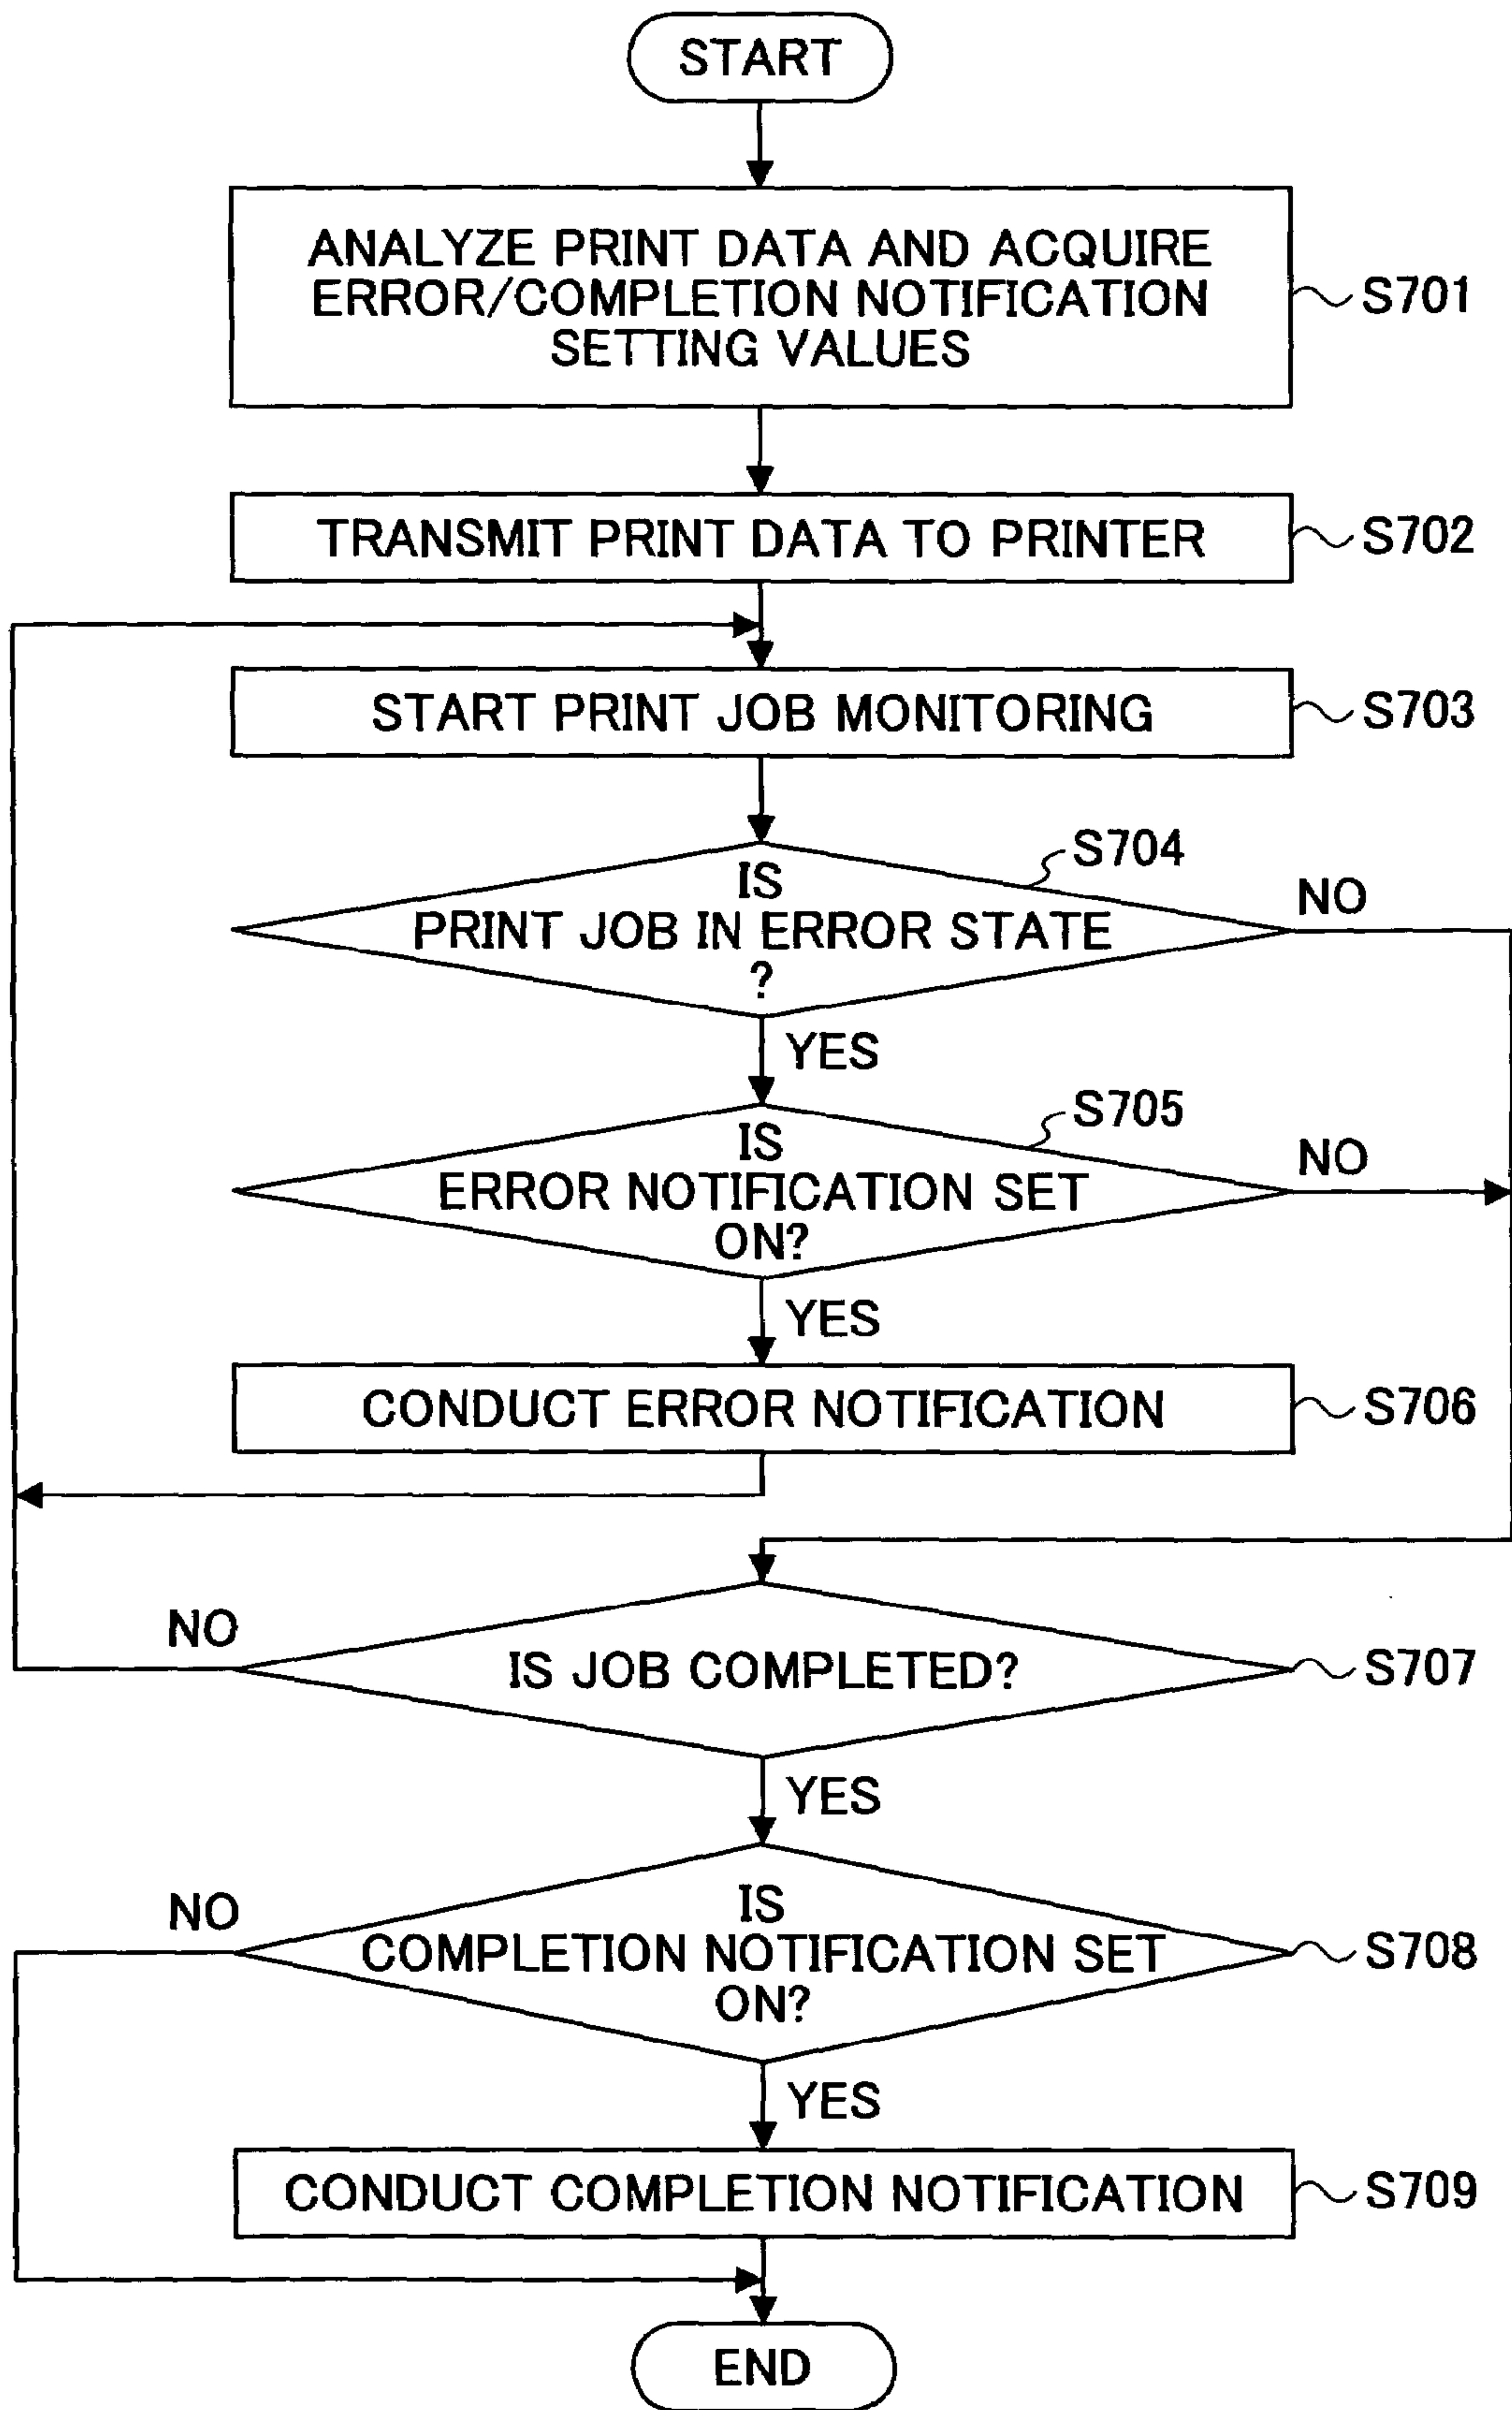 START
ANALYZE PRINT DATA AND ACQUIRE
ERROR/COMPLETION NOTIFICATION
SETTING VALUES
S701
TRANSMIT PRINT DATA TO PRINTER
S702
START PRINT JOB MONITORING
S703
S704
IS
PRINT JOB IN ERROR STATE
?
NO
YES
S705
IS
ERROR NOTIFICATION SET
ON?
NO
YES
CONDUCT ERROR NOTIFICATION
S706
NO
IS JOB COMPLETED?
S707
YES
NO
IS
COMPLETION NOTIFICATION SET
ON?
S708
YES
CONDUCT COMPLETION NOTIFICATION
S709
END